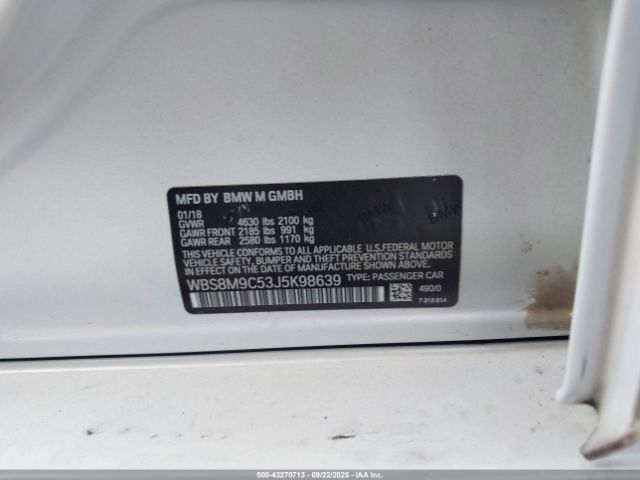 MFD BY BMW M GMBH
01/18
GVWR 4630 lbs 2100 kg
GAWR FRONT 2185 lbs 991 kg
GAWR REAR 2580 lbs 1170 kg
THIS VEHICLE CONFORMS TO ALL APPLICABLE U.S. FEDERAL MOTOR
VEHICLE SAFETY, BUMPER, AND THEFT PREVENTION STANDARDS
IN EFFECT ON THE DATE OF MANUFACTURE SHOWN ABOVE.
WBS8M9C53J5K98639 TYPE: PASSENGER CAR
490/0
7 313 814
000-43270713 - 09/22/2025 - IAA Inc.